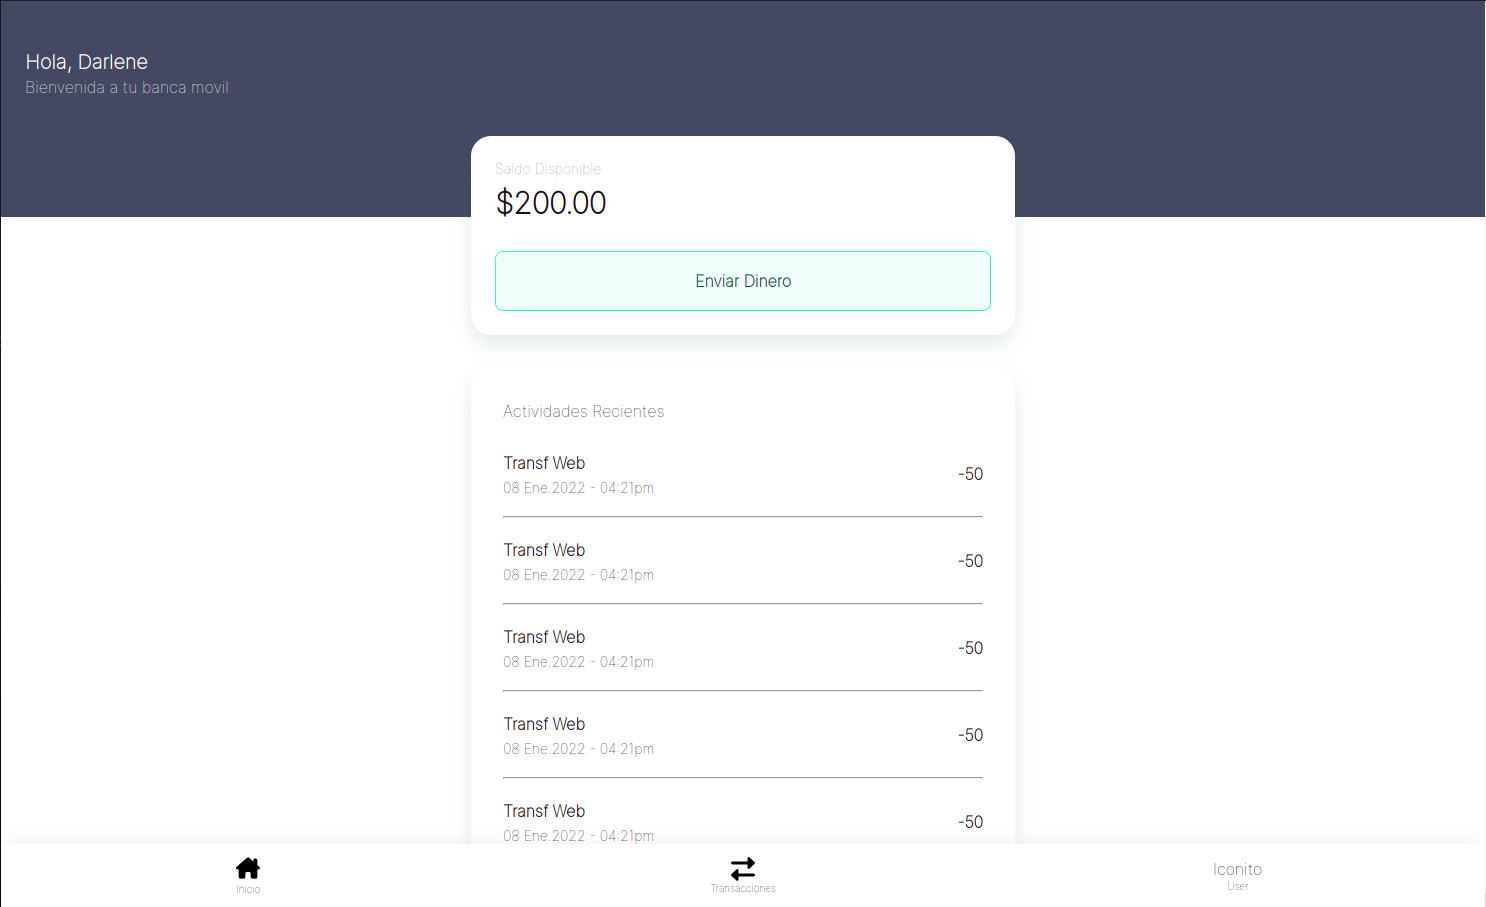 Hola, Darlene
Bienvenida a tu banca movil
Saldo Disponible
$200.00
Enviar Dinero
Actividades Recientes
Transf Web
08 Ene.2022 - 04:21pm
-50
Transf Web
08 Ene.2022 - 04:21pm
-50
Transf Web
08 Ene.2022 - 04:21pm
-50
Transf Web
08 Ene.2022 - 04:21pm
-50
Transf Web
08 Ene.2022 - 04:21pm
-50
Inicio
Transacciones
Iconito
User